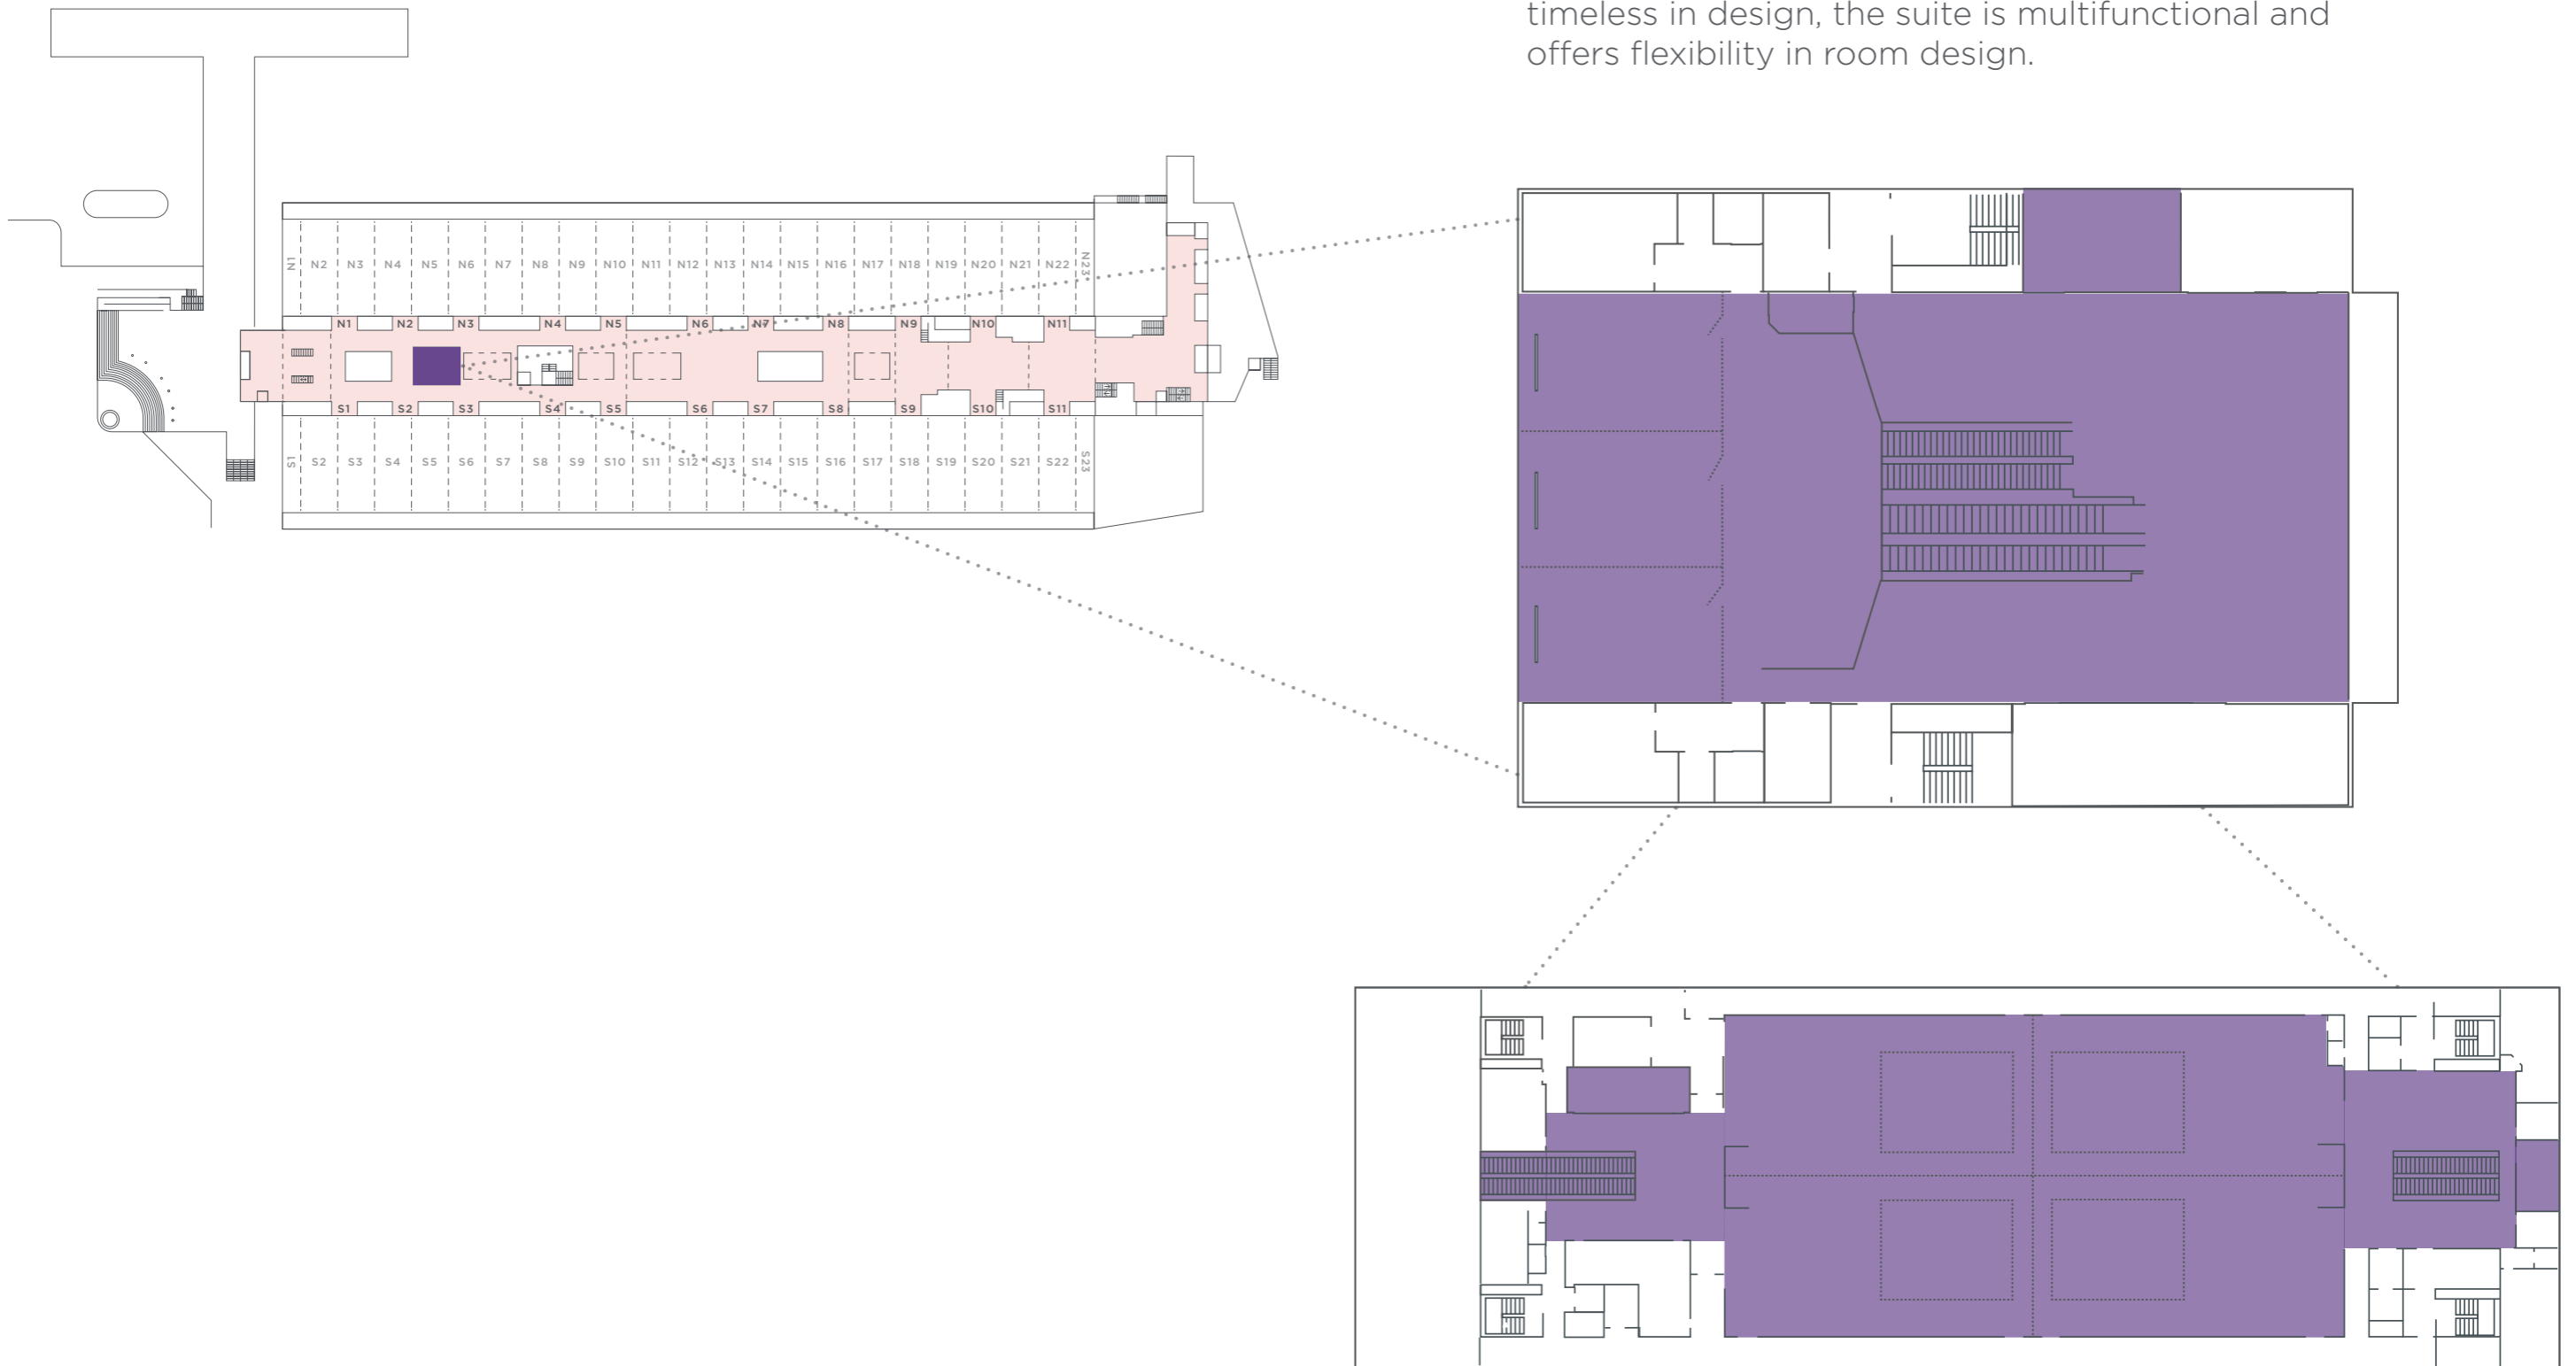 timeless in design, the suite is multifunctional and
offers flexibility in room design.
N1 N2 N3 N4 N5 N6 N7 N8 N9 N10 N11 N12 N13 N14 N15 N16 N17 N18 N19 N20 N21 N22 N23
N1 N2 N3 N4 N5 N6 N7 N8 N9 N10 N11
S1 S2 S3 S4 S5 S6 S7 S8 S9 S10 S11
S1 S2 S3 S4 S5 S6 S7 S8 S9 S10 S11 S12 S13 S14 S15 S16 S17 S18 S19 S20 S21 S22 S23